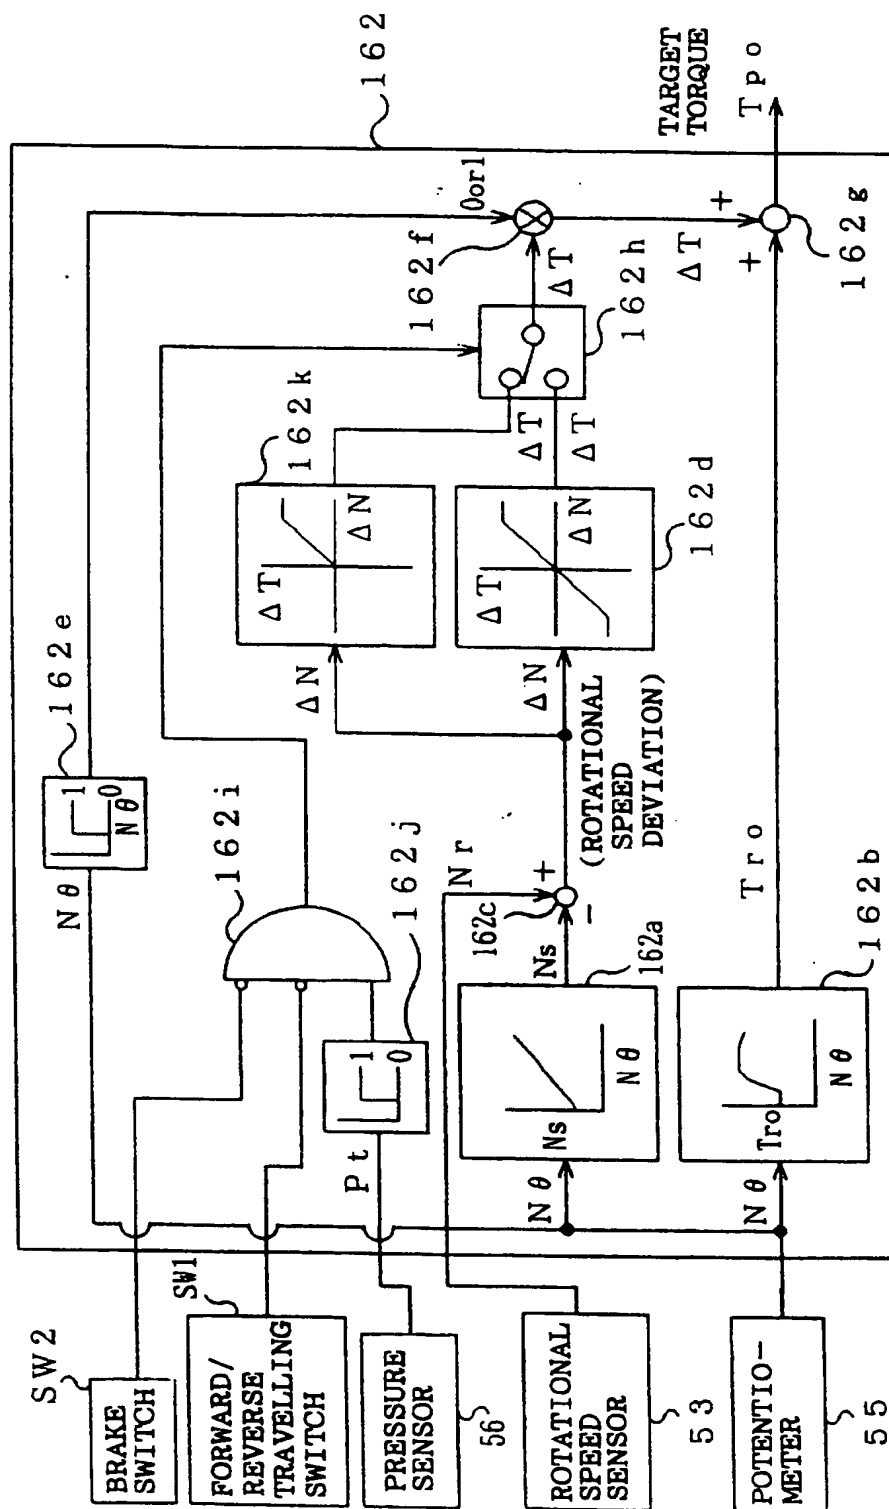 SW2
BRAKE
SWITCH
SW1
FORWARD/
REVERSE
TRAVELLING
SWITCH
PRESSURE
SENSOR
56
ROTATIONAL
SPEED
SENSOR
53
POTENTIO-
METER
55
Nθ
162e
1
0
Nθ
162i
Pt
1
0
162j
Nr
Nθ
Ns
Nθ
162a
Ns
162c
+
-
(ROTATIONAL
SPEED
DEVIATION)
Nθ
Tro
Nθ
162b
Tro
ΔN
ΔT
ΔN
162k
ΔT
ΔN
ΔT
ΔN
162d
ΔT
162h
ΔT
162f
0or1
ΔT
+
+
162g
162
TARGET
TORQUE
Tpo